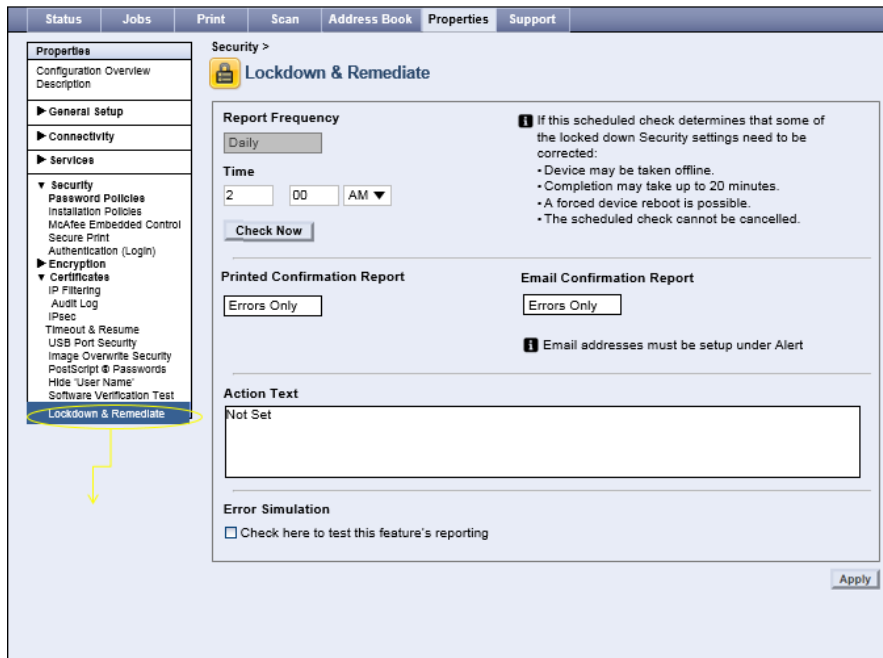 Status Jobs Print Scan Address Book Properties Support
Properties
Configuration Overview
Description
General Setup
Connectivity
Services
Security
Password Policies
Installation Policies
McAfee Embedded Control
Secure Print
Authentication (Login)
Encryption
Certificates
IP Filtering
Audit Log
IPsec
Timeout & Resume
USB Port Security
Image Overwrite Security
PostScript ® Passwords
Hide 'User Name'
Software Verification Test
Lockdown & Remediate
Security >
Lockdown & Remediate
Report Frequency
Daily
Time
2 00 AM ▼
Check Now
If this scheduled check determines that some of
the locked down Security settings need to be
corrected:
• Device may be taken offline.
• Completion may take up to 20 minutes.
• A forced device reboot is possible.
• The scheduled check cannot be cancelled.
Printed Confirmation Report
Errors Only
Email Confirmation Report
Errors Only
Email addresses must be setup under Alert
Action Text
Not Set
Error Simulation
Check here to test this feature's reporting
Apply